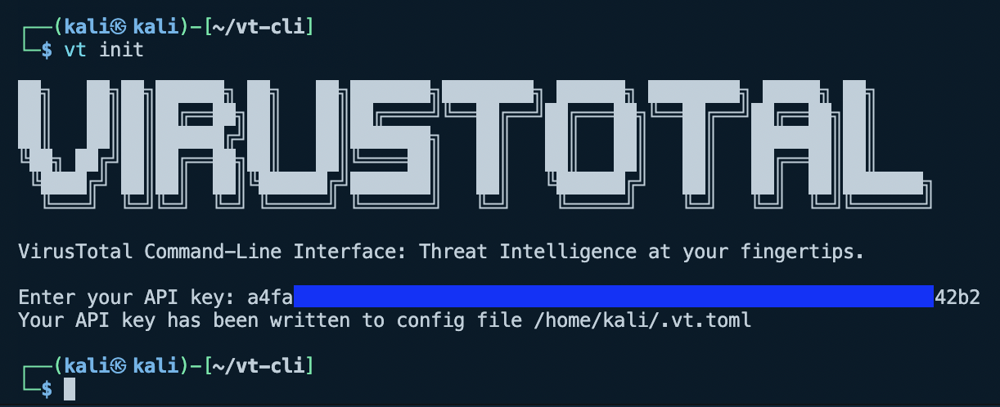 ┌──(kali㉿kali)-[~/vt-cli]
└─$ vt init
VIRUSTOTAL
VirusTotal Command-Line Interface: Threat Intelligence at your fingertips.
Enter your API key: a4fa 42b2
Your API key has been written to config file /home/kali/.vt.toml
┌──(kali㉿kali)-[~/vt-cli]
└─$